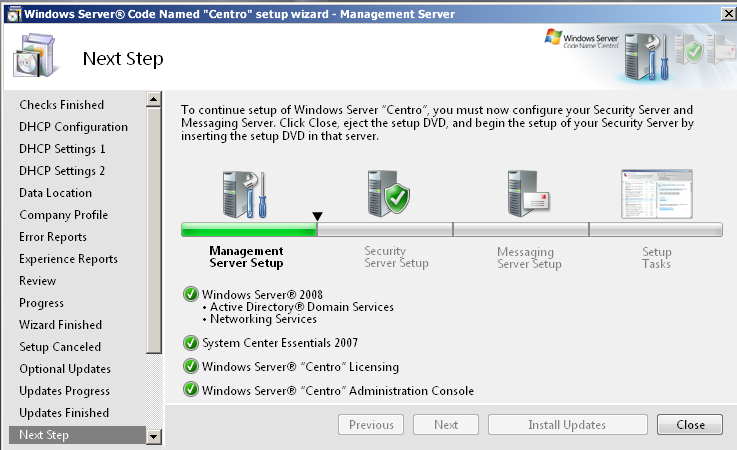 Windows Server® Code Named "Centro" setup wizard - Management Server
Next Step
Windows Server
Code Name "Centro"
Checks Finished
DHCP Configuration
DHCP Settings 1
DHCP Settings 2
Data Location
Company Profile
Error Reports
Experience Reports
Review
Progress
Wizard Finished
Setup Canceled
Optional Updates
Updates Progress
Updates Finished
Next Step
To continue setup of Windows Server "Centro", you must now configure your Security Server and
Messaging Server. Click Close, eject the setup DVD, and begin the setup of your Security Server by
inserting the setup DVD in that server.
Management
Server Setup
Security
Server Setup
Messaging
Server Setup
Setup
Tasks
Windows Server® 2008
• Active Directory® Domain Services
• Networking Services
System Center Essentials 2007
Windows Server® "Centro" Licensing
Windows Server® "Centro" Administration Console
Previous
Next
Install Updates
Close